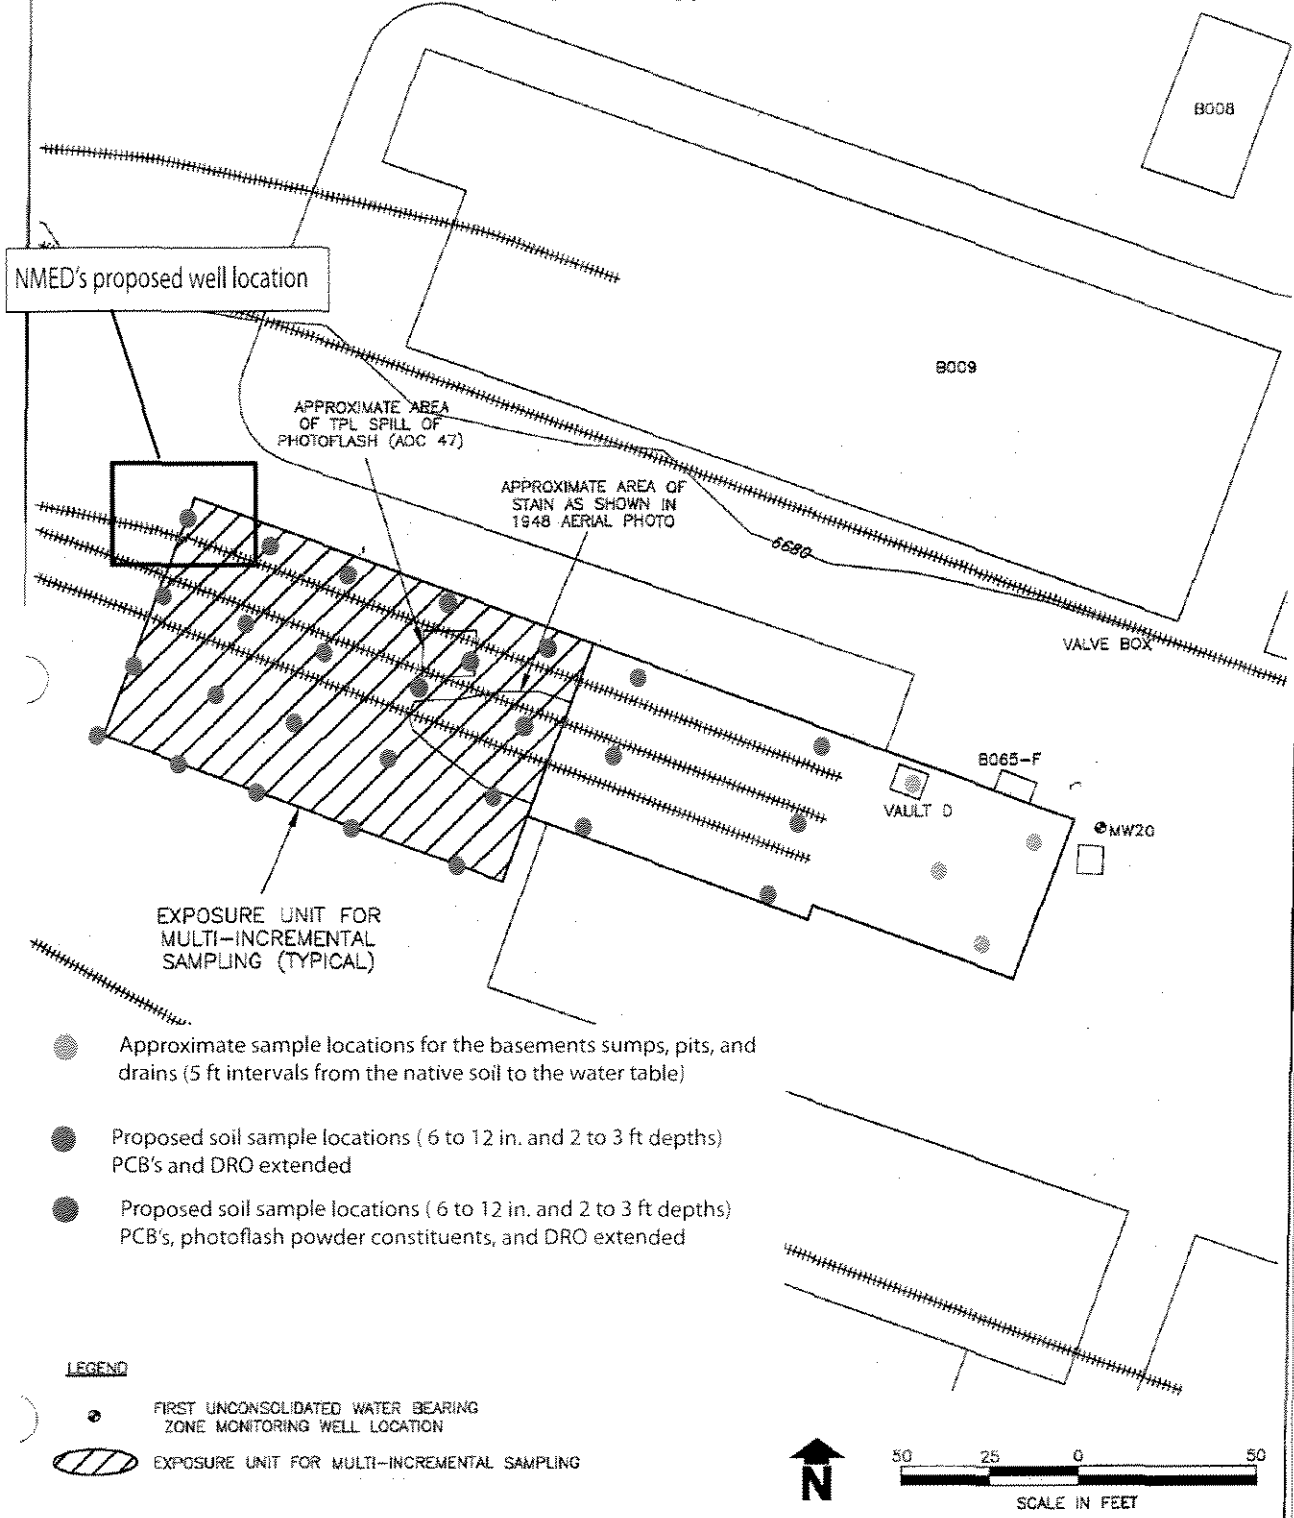 B008
NMED's proposed well location
B009
APPROXIMATE AREA
OF TPL SPILL OF
PHOTOFLASH (AOC 47)
APPROXIMATE AREA OF
STAIN AS SHOWN IN
1948 AERIAL PHOTO
6680
VALVE BOX
B065-F
VAULT D
MW20
EXPOSURE UNIT FOR
MULTI-INCREMENTAL
SAMPLING (TYPICAL)
Approximate sample locations for the basements sumps, pits, and
drains (5 ft intervals from the native soil to the water table)
Proposed soil sample locations ( 6 to 12 in. and 2 to 3 ft depths)
PCB's and DRO extended
Proposed soil sample locations ( 6 to 12 in. and 2 to 3 ft depths)
PCB's, photoflash powder constituents, and DRO extended
LEGEND
FIRST UNCONSOLIDATED WATER BEARING
ZONE MONITORING WELL LOCATION
EXPOSURE UNIT FOR MULTI-INCREMENTAL SAMPLING
N
50 25 0 50
SCALE IN FEET